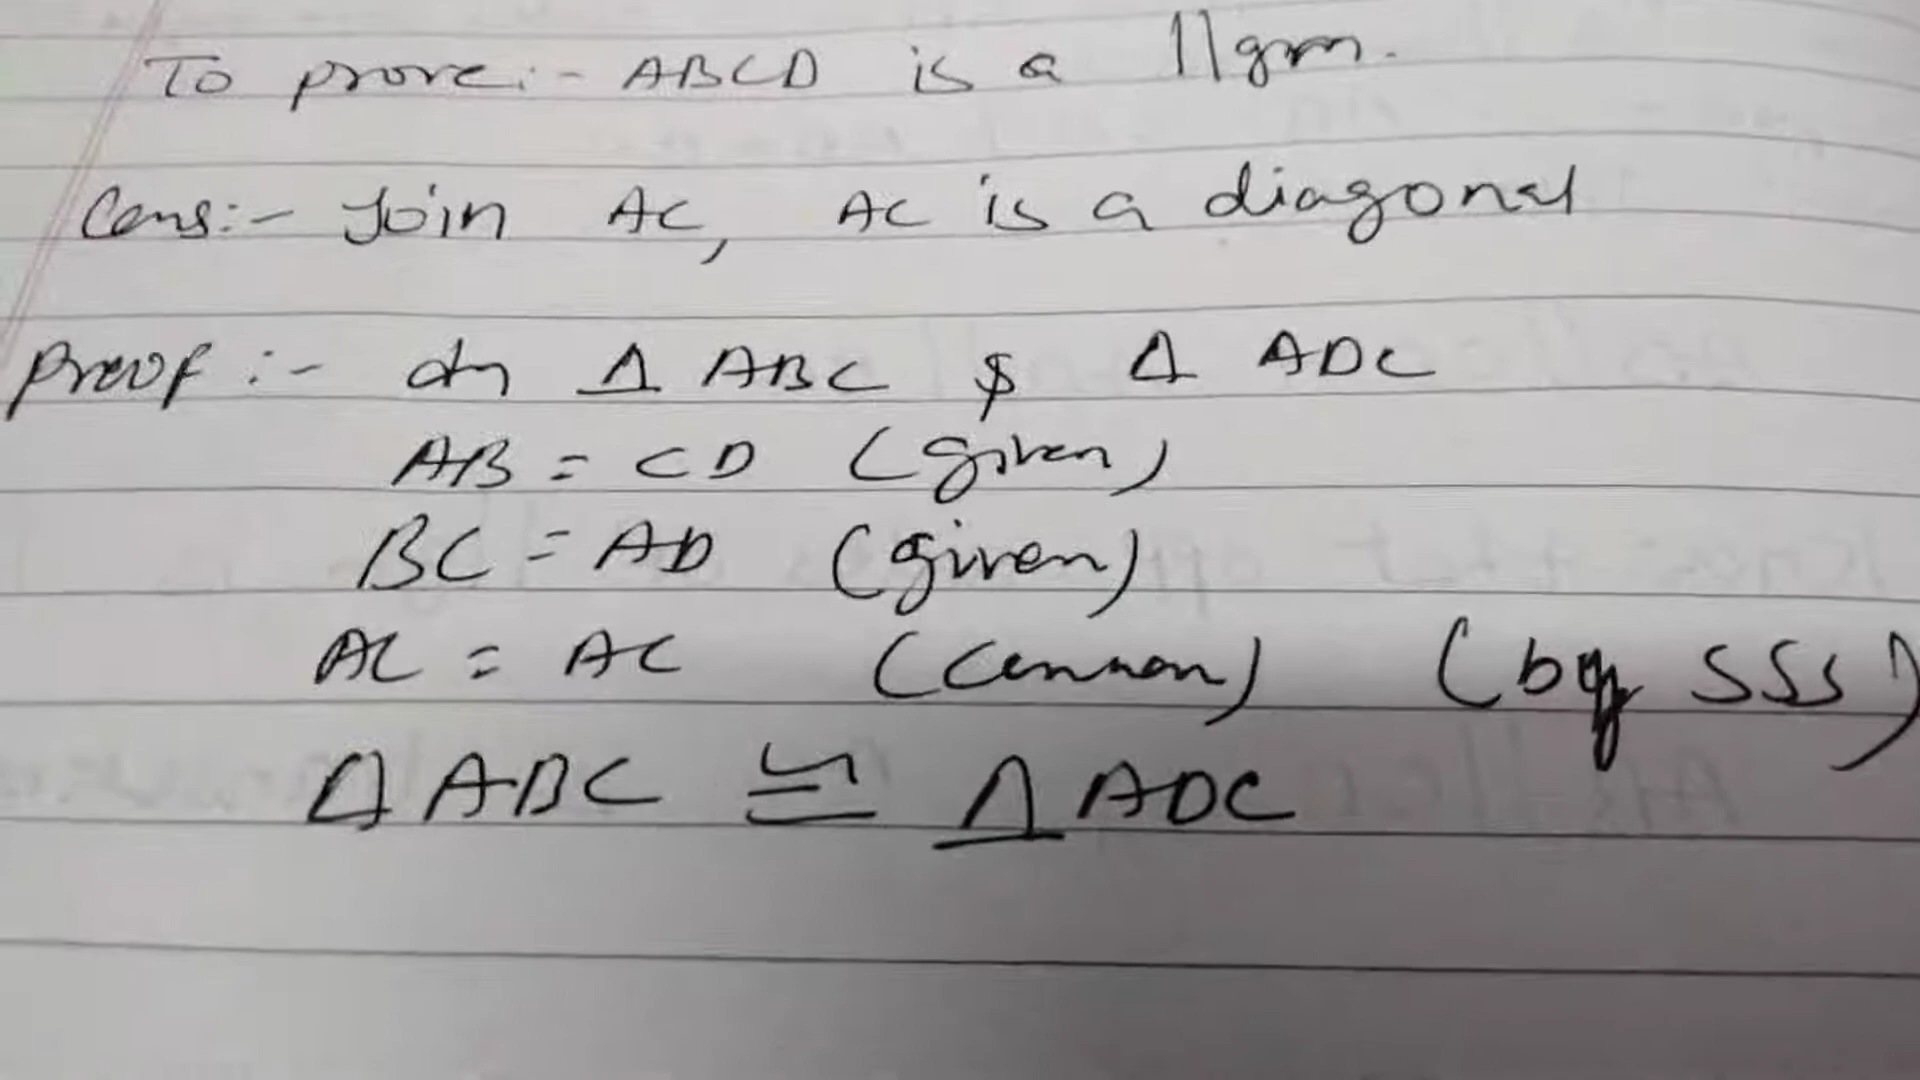 To prove:- ABCD is a ||gm.
Cons:- Join AC, AC is a diagonal
Proof :- In Δ ABC & Δ ADC
AB = CD (given)
BC = AD (given)
AC = AC (common) (by SSS)
Δ ABC ≅ Δ ADC